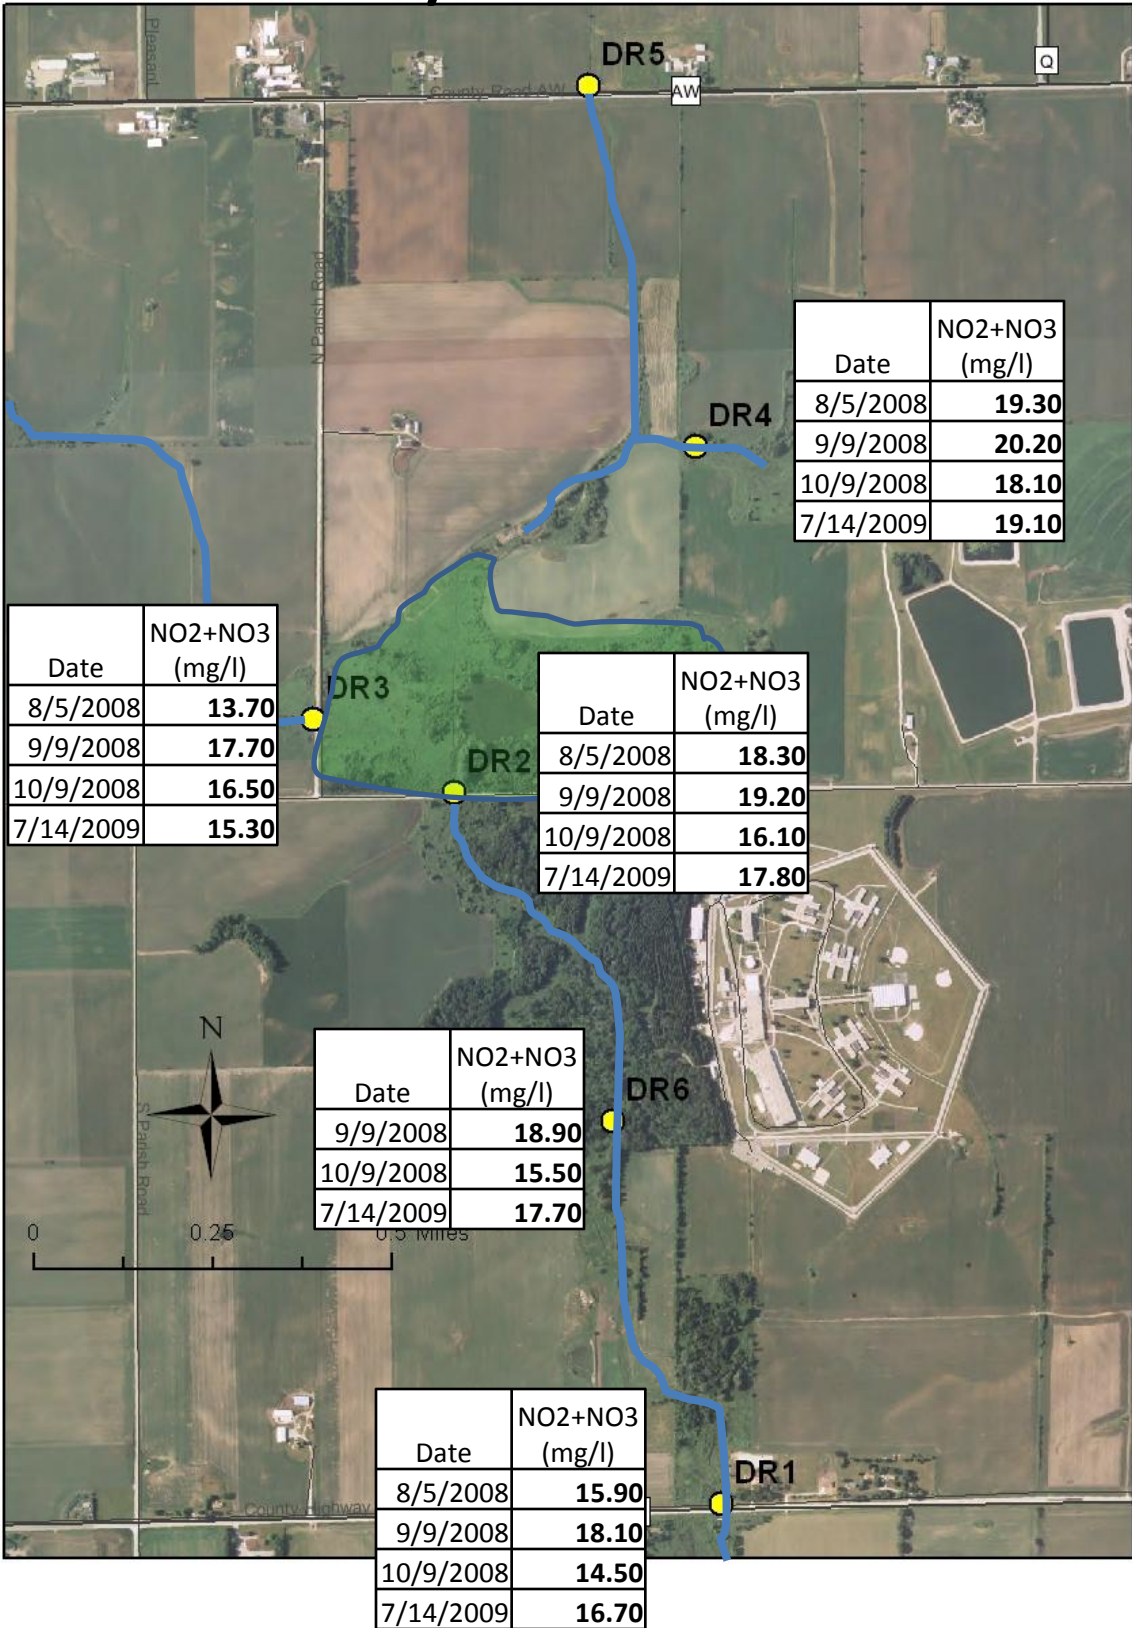 DR5
Q
Pleasant
County Road AW
AW
N Parish Road
Date NO2+NO3 (mg/l)
8/5/2008 19.30
9/9/2008 20.20
10/9/2008 18.10
7/14/2009 19.10
DR4
Date NO2+NO3 (mg/l)
8/5/2008 13.70
9/9/2008 17.70
10/9/2008 16.50
7/14/2009 15.30
DR3
DR2
Date NO2+NO3 (mg/l)
8/5/2008 18.30
9/9/2008 19.20
10/9/2008 16.10
7/14/2009 17.80
N
S Parish Road
Date NO2+NO3 (mg/l)
9/9/2008 18.90
10/9/2008 15.50
7/14/2009 17.70
DR6
0 0.25 0.5 Miles
Date NO2+NO3 (mg/l)
8/5/2008 15.90
9/9/2008 18.10
10/9/2008 14.50
7/14/2009 16.70
DR1
County Highway